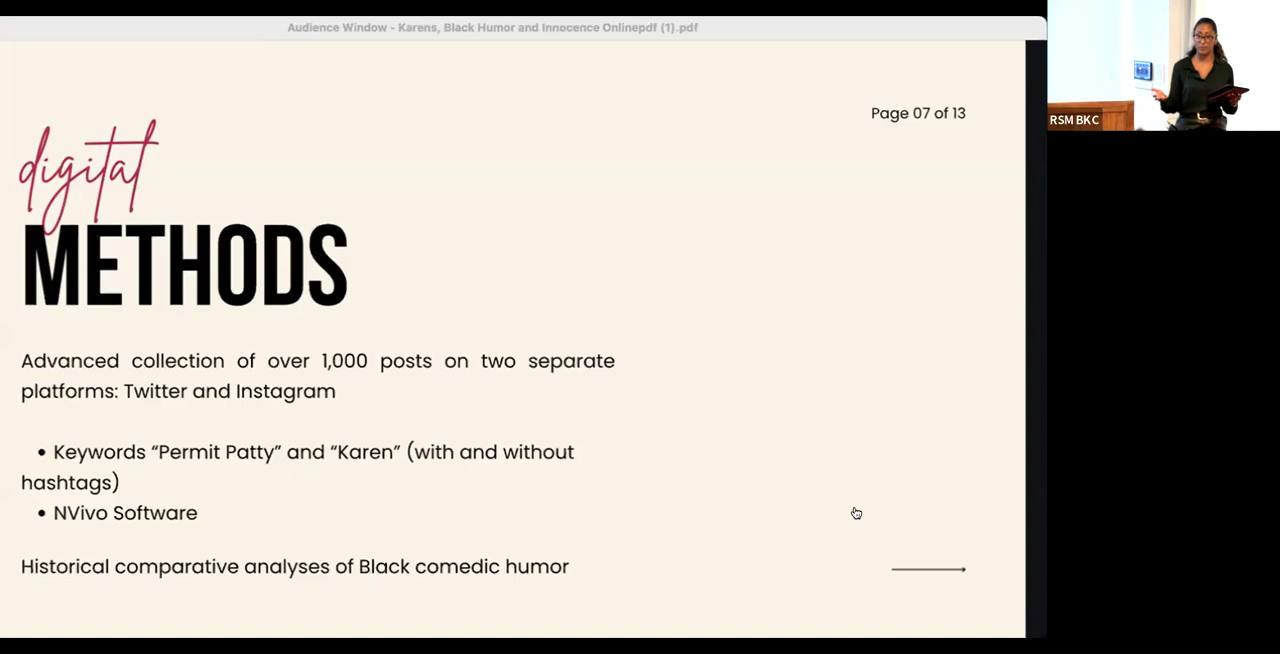 Audience Window - Karens, Black Humor and Innocence Onlinepdf (1).pdf
Page 07 of 13
RSM BKC
digital
METHODS
Advanced collection of over 1,000 posts on two separate
platforms: Twitter and Instagram
• Keywords “Permit Patty” and “Karen” (with and without
hashtags)
• NVivo Software
Historical comparative analyses of Black comedic humor